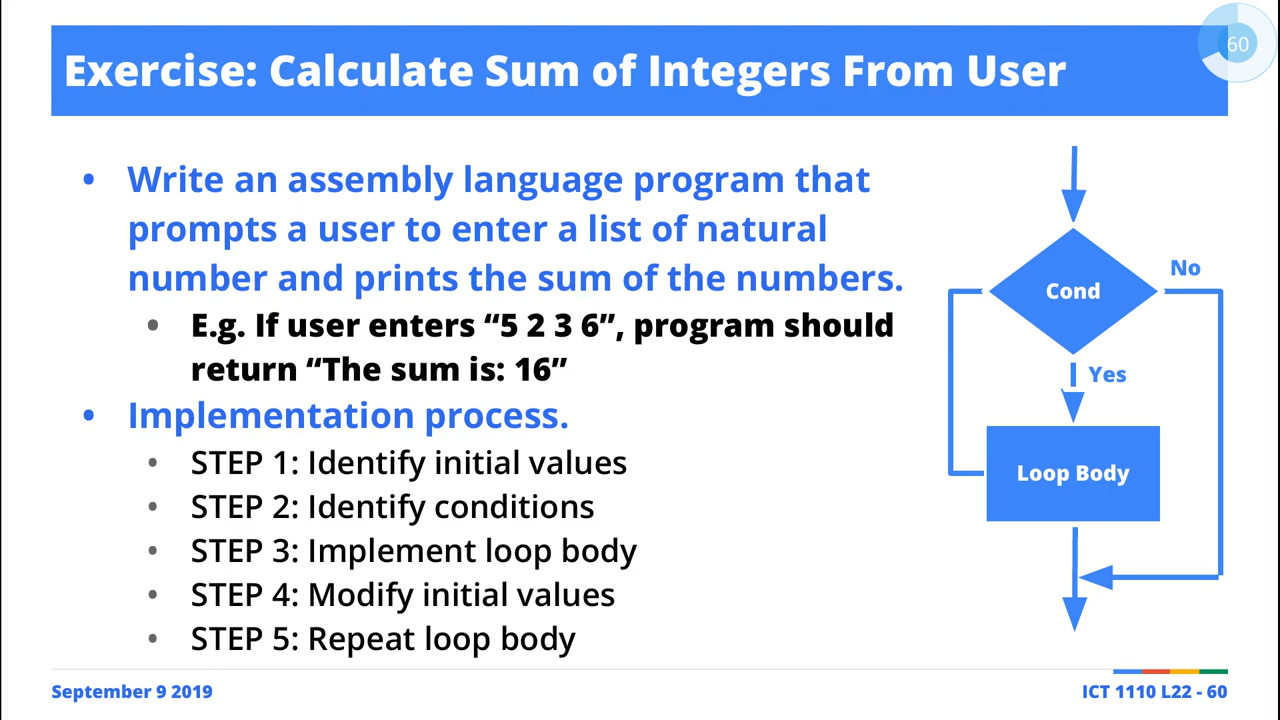 60
Exercise: Calculate Sum of Integers From User
• Write an assembly language program that
prompts a user to enter a list of natural
number and prints the sum of the numbers.
• E.g. If user enters “5 2 3 6”, program should
return “The sum is: 16”
• Implementation process.
• STEP 1: Identify initial values
• STEP 2: Identify conditions
• STEP 3: Implement loop body
• STEP 4: Modify initial values
• STEP 5: Repeat loop body
No
Cond
Yes
Loop Body
September 9 2019
ICT 1110 L22 - 60